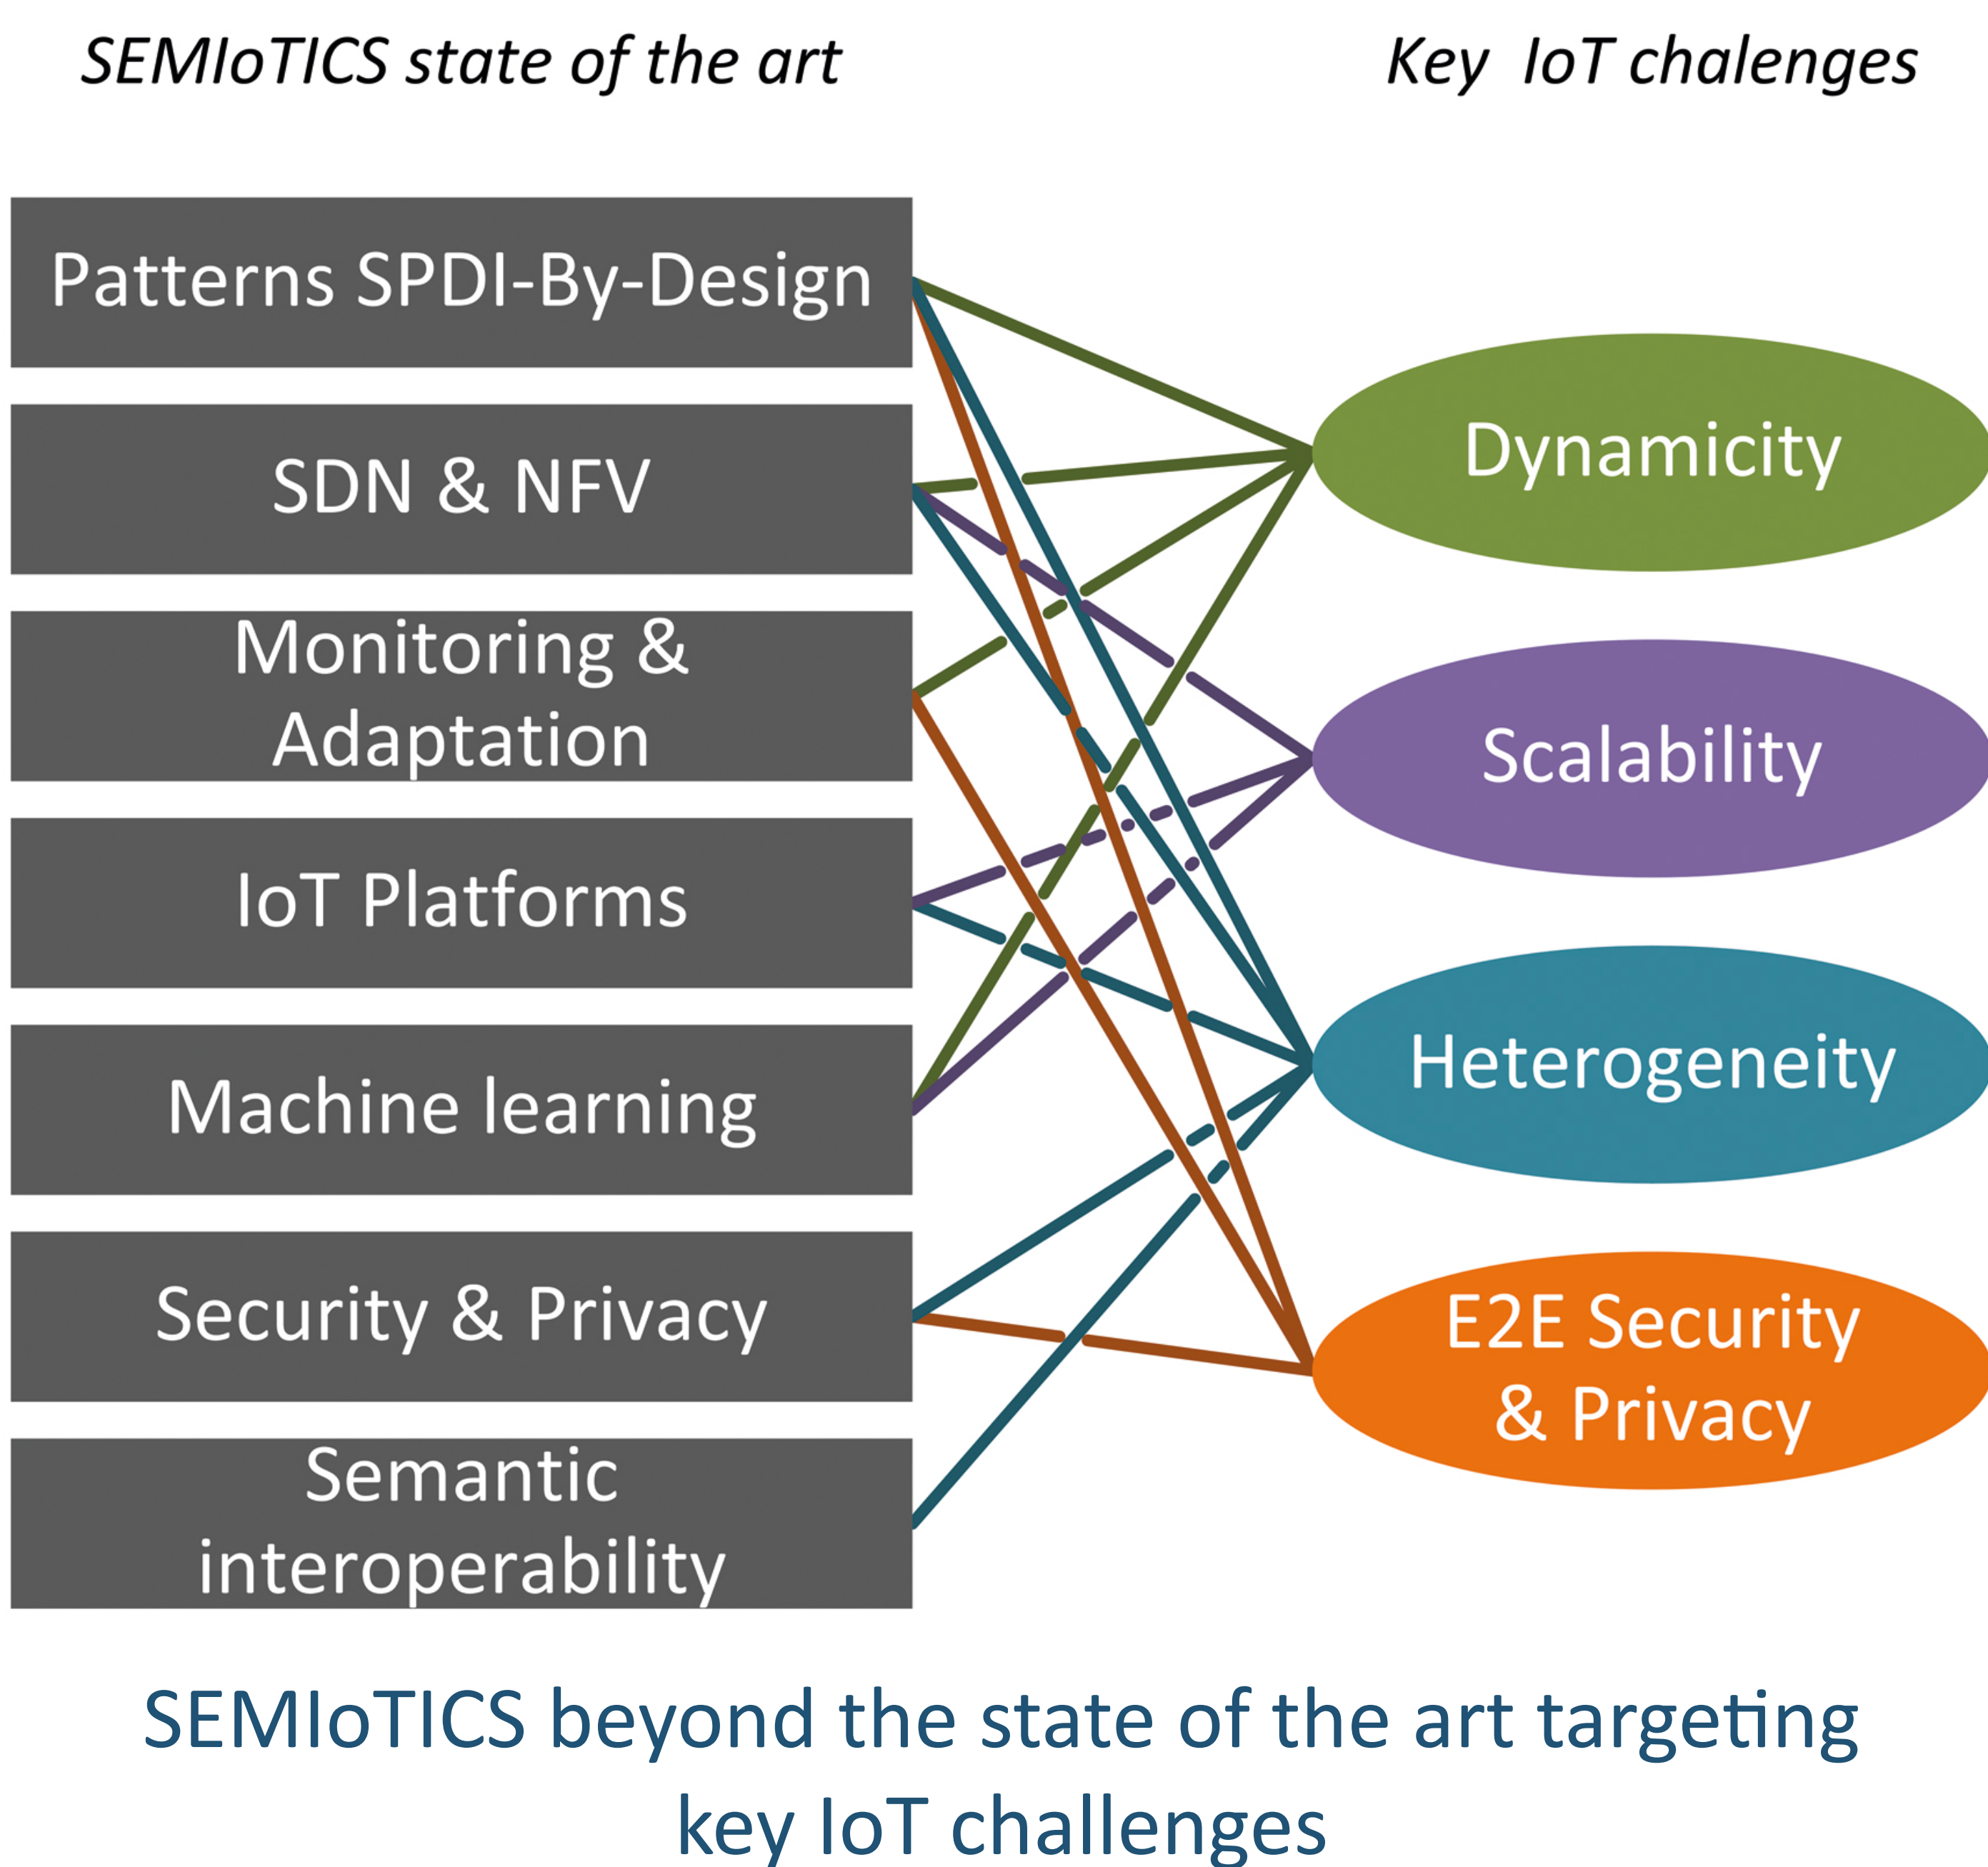 SEMIoTICS state of the art
Key IoT chalenges
Patterns SPDI-By-Design
SDN & NFV
Monitoring &
Adaptation
IoT Platforms
Machine learning
Security & Privacy
Semantic
interoperability
Dynamicity
Scalability
Heterogeneity
E2E Security
& Privacy
SEMIoTICS beyond the state of the art targeting
key IoT challenges